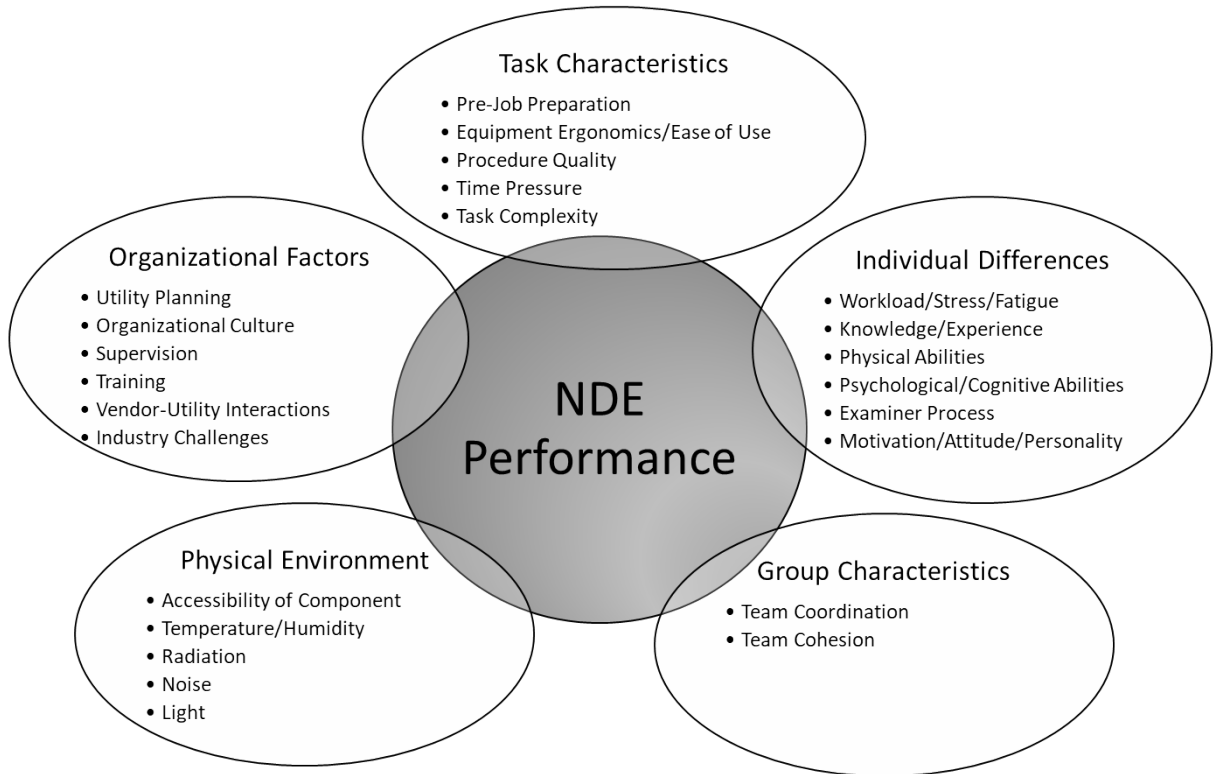 Task Characteristics
• Pre-Job Preparation
• Equipment Ergonomics/Ease of Use
• Procedure Quality
• Time Pressure
• Task Complexity
Organizational Factors
• Utility Planning
• Organizational Culture
• Supervision
• Training
• Vendor-Utility Interactions
• Industry Challenges
Individual Differences
• Workload/Stress/Fatigue
• Knowledge/Experience
• Physical Abilities
• Psychological/Cognitive Abilities
• Examiner Process
• Motivation/Attitude/Personality
NDE
Performance
Physical Environment
• Accessibility of Component
• Temperature/Humidity
• Radiation
• Noise
• Light
Group Characteristics
• Team Coordination
• Team Cohesion